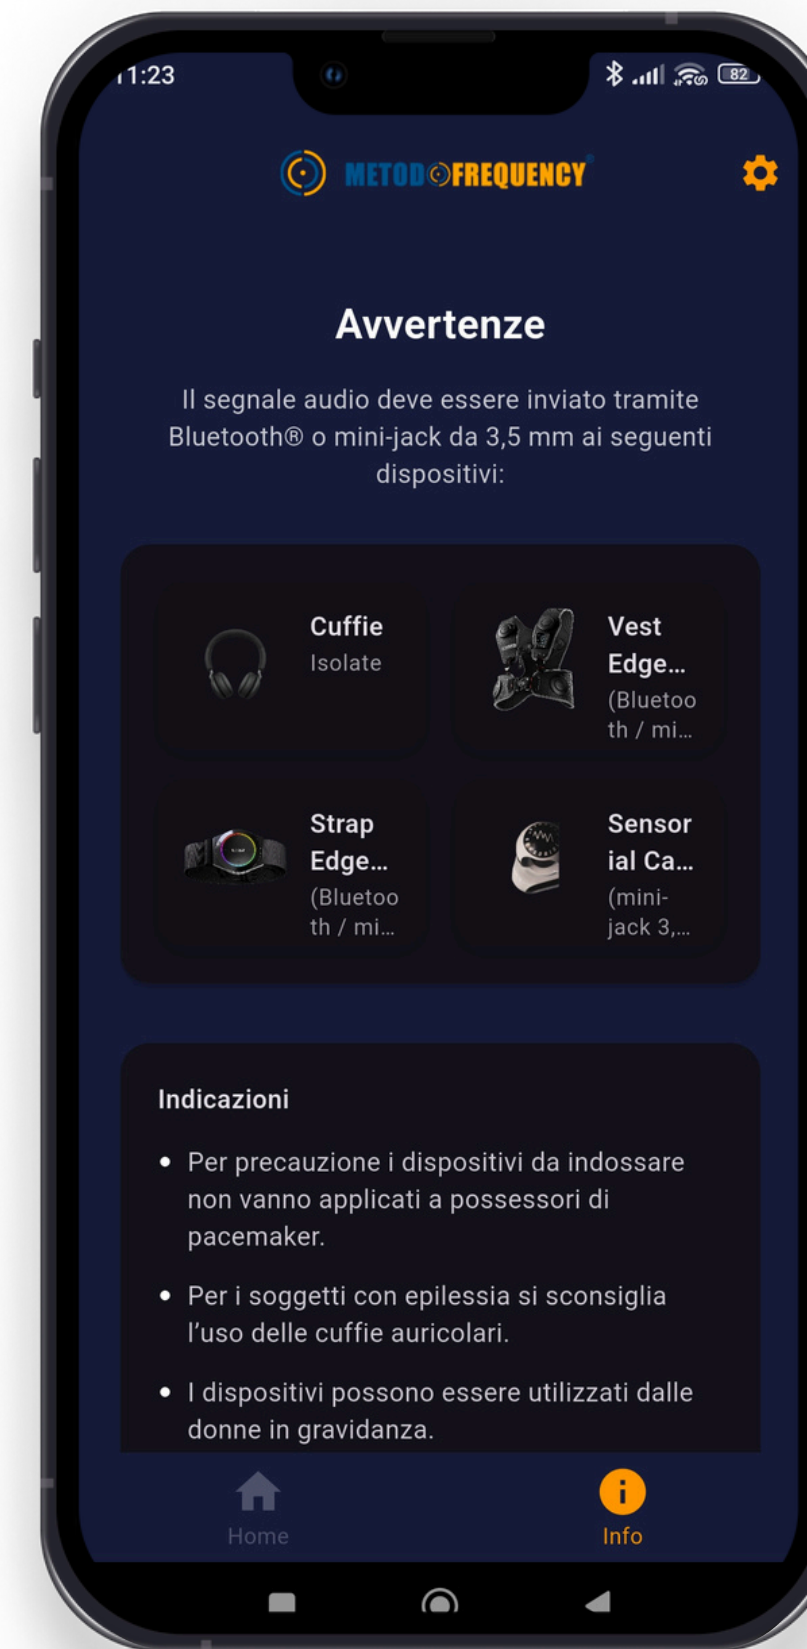 11:23
82
METODOFREQUENCY®
Avvertenze
Il segnale audio deve essere inviato tramite
Bluetooth® o mini-jack da 3,5 mm ai seguenti
dispositivi:
Cuffie
Isolate
Vest
Edge...
(Bluetoo
th / mi...
Strap
Edge...
(Bluetoo
th / mi...
Sensor
ial Ca...
(mini-
jack 3,...
Indicazioni
• Per precauzione i dispositivi da indossare
non vanno applicati a possessori di
pacemaker.
• Per i soggetti con epilessia si sconsiglia
l'uso delle cuffie auricolari.
• I dispositivi possono essere utilizzati dalle
donne in gravidanza.
Home
Info